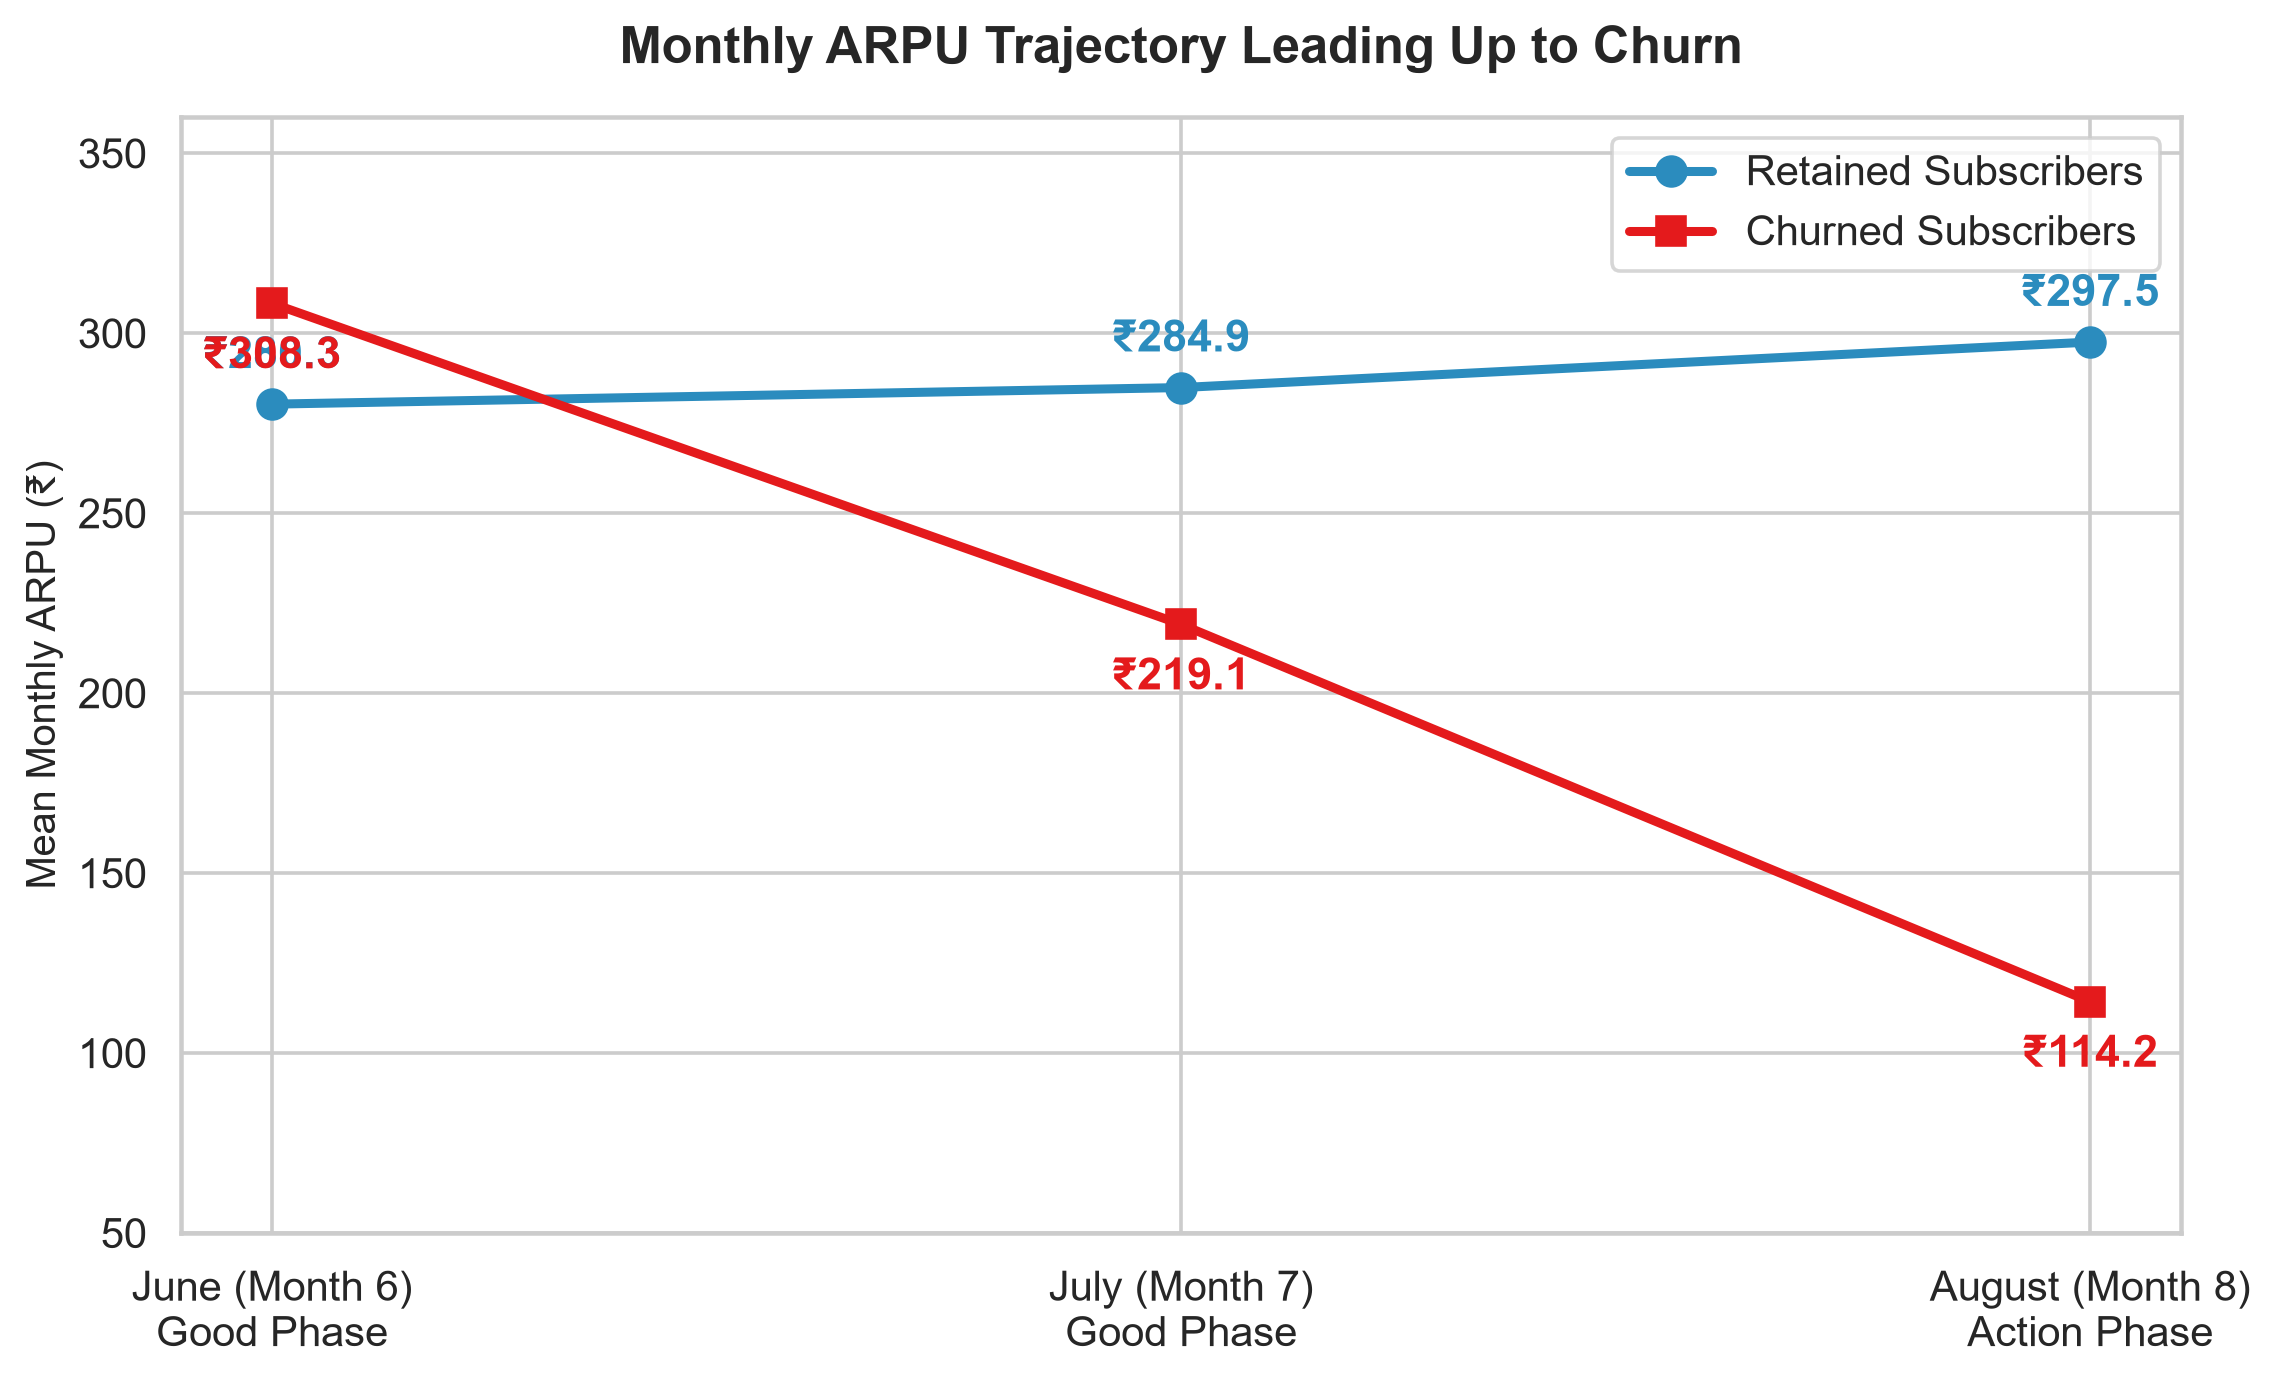 Monthly ARPU Trajectory Leading Up to Churn
Mean Monthly ARPU (₹)
350
300
250
200
150
100
50
Retained Subscribers
Churned Subscribers
₹308.3
₹284.9
₹297.5
₹219.1
₹114.2
June (Month 6)
Good Phase
July (Month 7)
Good Phase
August (Month 8)
Action Phase